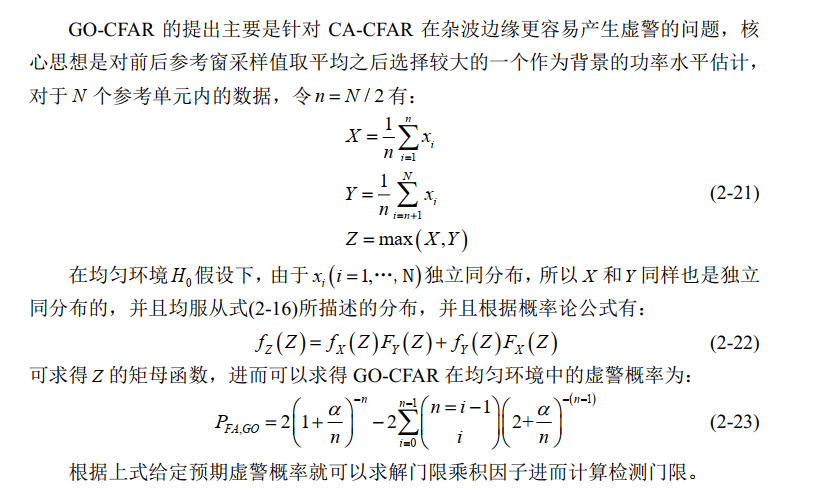 GO-CFAR 的提出主要是针对 CA-CFAR 在杂波边缘更容易产生虚警的问题，核
心思想是对前后参考窗采样值取平均之后选择较大的一个作为背景的功率水平估计，
对于 N 个参考单元内的数据，令 n = N / 2 有：
X = \frac{1}{n}\sum_{i=1}^{n} x_i
Y = \frac{1}{n}\sum_{i=n+1}^{N} x_i (2-21)
Z = max(X,Y)
在均匀环境 H_0 假设下，由于 x_i (i = 1,⋯, N) 独立同分布，所以 X 和 Y 同样也是独立
同分布的，并且均服从式(2-16)所描述的分布，并且根据概率论公式有：
f_Z(Z) = f_X(Z)F_Y(Z) + f_Y(Z)F_X(Z) (2-22)
可求得 Z 的矩母函数，进而可以求得 GO-CFAR 在均匀环境中的虚警概率为：
P_{FA,GO} = 2\left(1+\frac{α}{n}\right)^{-n} - 2\sum_{i=0}^{n-1}\binom{n=i-1}{i}\left(2+\frac{α}{n}\right)^{-(n-1)} (2-23)
根据上式给定预期虚警概率就可以求解门限乘积因子进而计算检测门限。